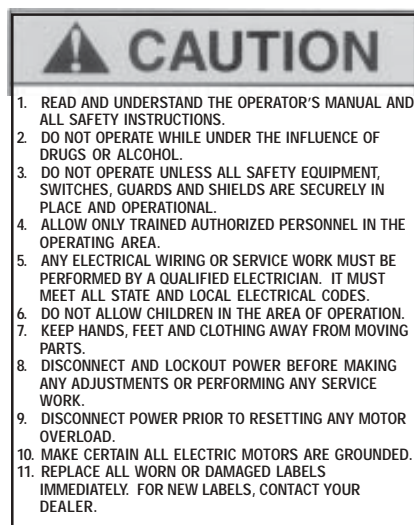 CAUTION
1. READ AND UNDERSTAND THE OPERATOR'S MANUAL AND
ALL SAFETY INSTRUCTIONS.
2. DO NOT OPERATE WHILE UNDER THE INFLUENCE OF
DRUGS OR ALCOHOL.
3. DO NOT OPERATE UNLESS ALL SAFETY EQUIPMENT,
SWITCHES, GUARDS AND SHIELDS ARE SECURELY IN
PLACE AND OPERATIONAL.
4. ALLOW ONLY TRAINED AUTHORIZED PERSONNEL IN THE
OPERATING AREA.
5. ANY ELECTRICAL WIRING OR SERVICE WORK MUST BE
PERFORMED BY A QUALIFIED ELECTRICIAN. IT MUST
MEET ALL STATE AND LOCAL ELECTRICAL CODES.
6. DO NOT ALLOW CHILDREN IN THE AREA OF OPERATION.
7. KEEP HANDS, FEET AND CLOTHING AWAY FROM MOVING
PARTS.
8. DISCONNECT AND LOCKOUT POWER BEFORE MAKING
ANY ADJUSTMENTS OR PERFORMING ANY SERVICE
WORK.
9. DISCONNECT POWER PRIOR TO RESETTING ANY MOTOR
OVERLOAD.
10. MAKE CERTAIN ALL ELECTRIC MOTORS ARE GROUNDED.
11. REPLACE ALL WORN OR DAMAGED LABELS
IMMEDIATELY. FOR NEW LABELS, CONTACT YOUR
DEALER.